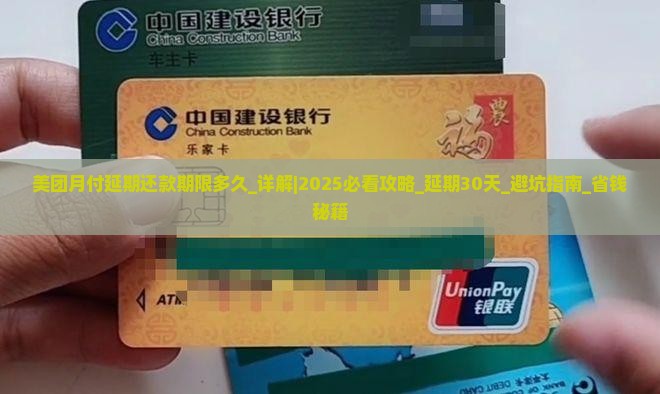 中国建设银行
China Construction Bank
车主卡
中国建设银行
China Construction Bank
乐家卡
農
福
美团月付延期还款期限多久_详解|2025必看攻略_延期30天_避坑指南_省钱
秘籍
ATM
UnionPay
银联